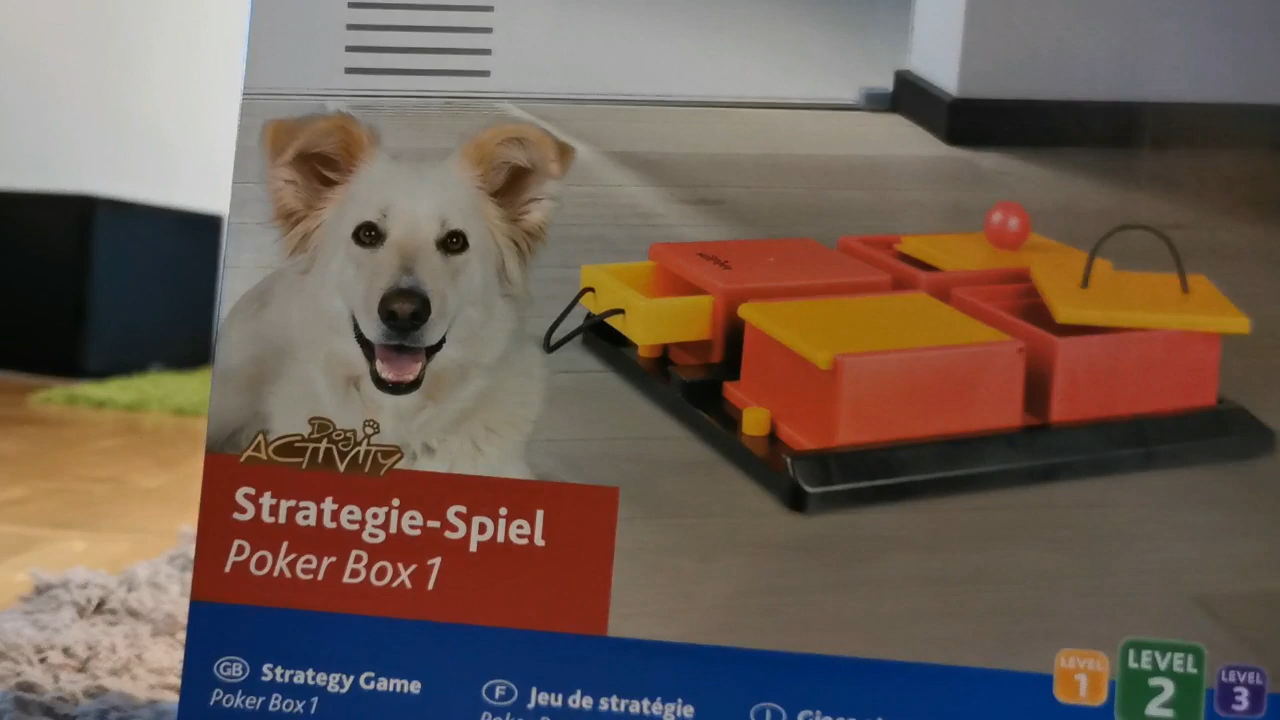 Dog
ACTIVITY
Strategie-Spiel
Poker Box 1
GB Strategy Game
Poker Box 1
F Jeu de stratégie
I
LEVEL
1
LEVEL
2
LEVEL
3